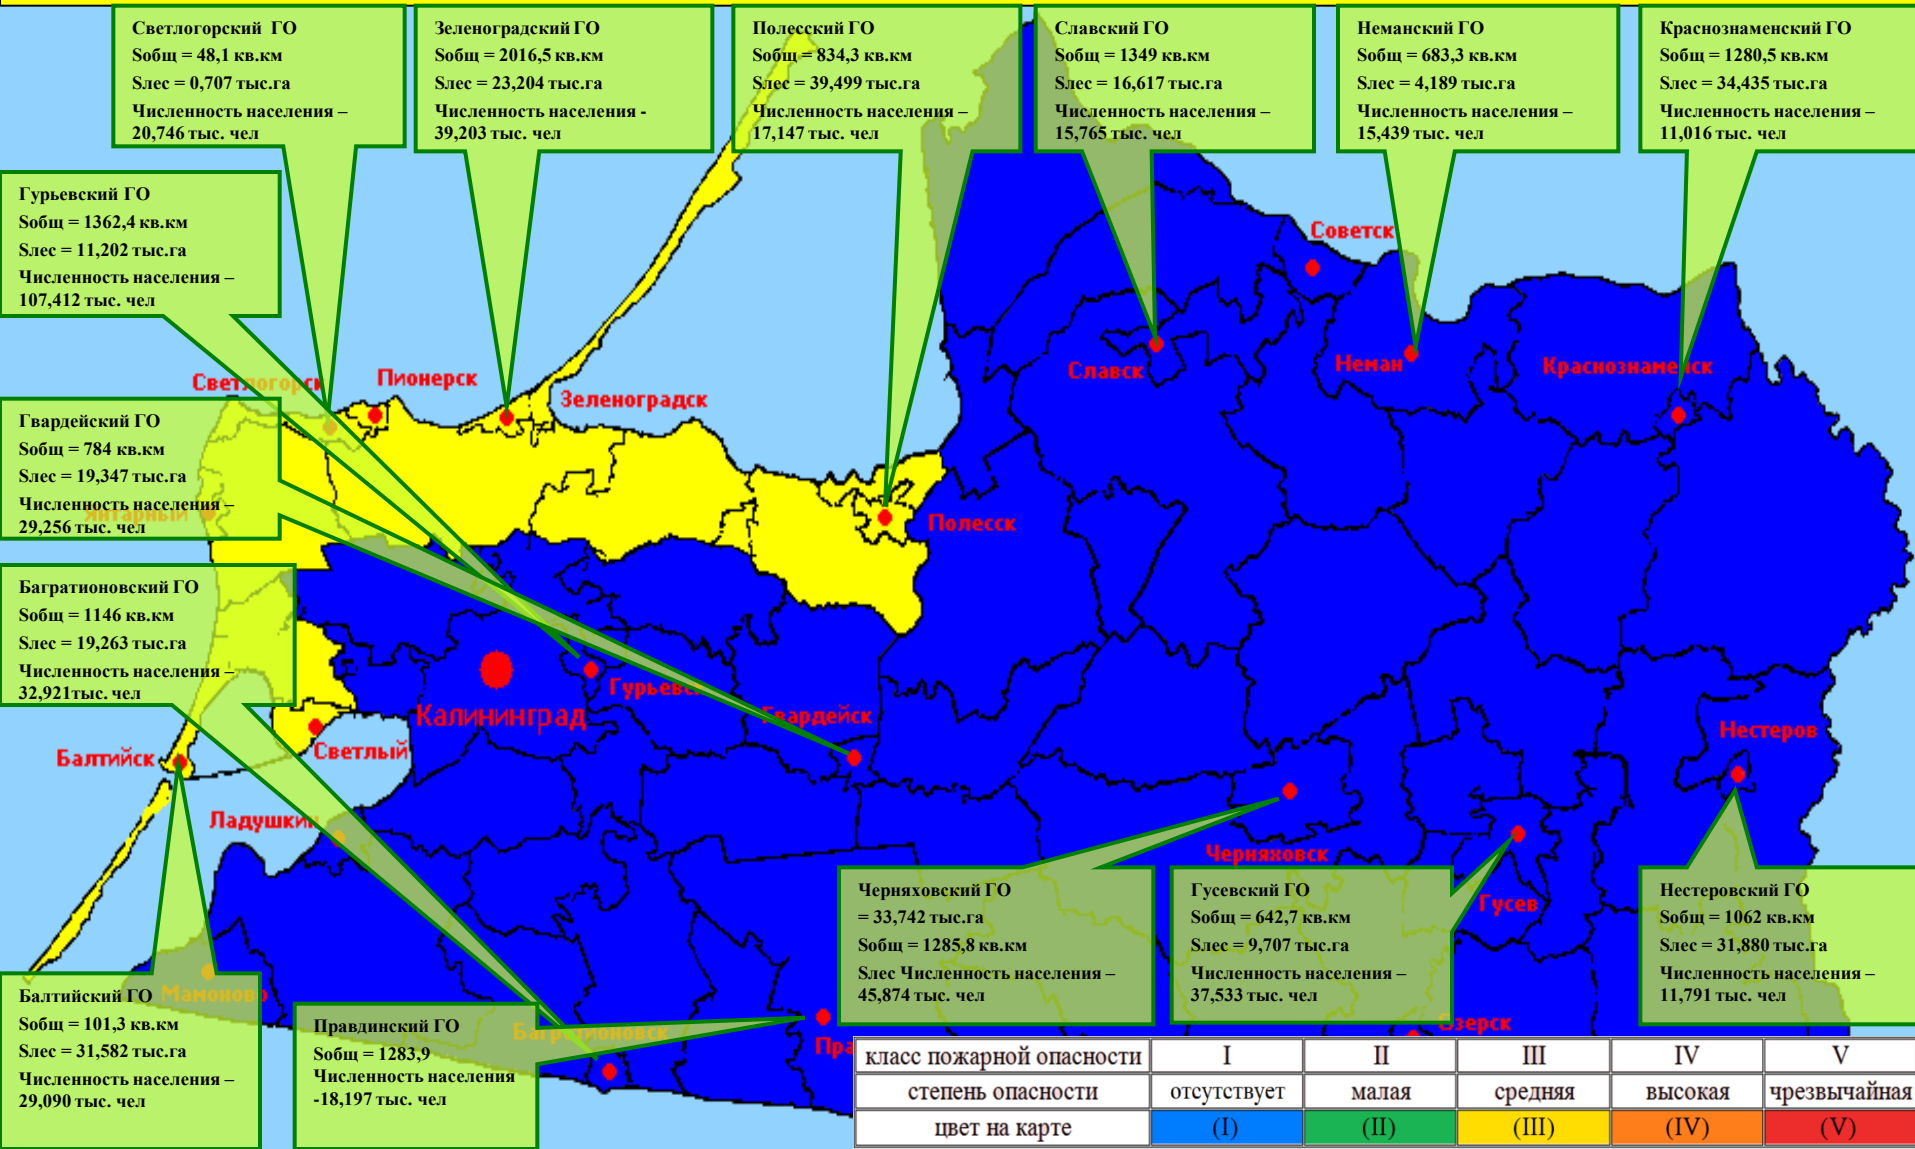 Светлогорский ГО
Sобщ = 48,1 кв.км
Sлес = 0,707 тыс.га
Численность населения –
20,746 тыс. чел
Зеленоградский ГО
Sобщ = 2016,5 кв.км
Sлес = 23,204 тыс.га
Численность населения -
39,203 тыс. чел
Полесский ГО
Sобщ = 834,3 кв.км
Sлес = 39,499 тыс.га
Численность населения –
17,147 тыс. чел
Славский ГО
Sобщ = 1349 кв.км
Sлес = 16,617 тыс.га
Численность населения –
15,765 тыс. чел
Неманский ГО
Sобщ = 683,3 кв.км
Sлес = 4,189 тыс.га
Численность населения –
15,439 тыс. чел
Краснознаменский ГО
Sобщ = 1280,5 кв.км
Sлес = 34,435 тыс.га
Численность населения –
11,016 тыс. чел
Гурьевский ГО
Sобщ = 1362,4 кв.км
Sлес = 11,202 тыс.га
Численность населения –
107,412 тыс. чел
Советск
Славск
Неман
Краснознаменск
Светлогорск
Пионерск
Зеленоградск
Гвардейский ГО
Sобщ = 784 кв.км
Sлес = 19,347 тыс.га
Численность населения –
29,256 тыс. чел
Янтарный
Полесск
Багратионовский ГО
Sобщ = 1146 кв.км
Sлес = 19,263 тыс.га
Численность населения –
32,921тыс. чел
Гурьевск
Калининград
Гвардейск
Нестеров
Балтийск
Светлый
Ладушкин
Черняховск
Гусев
Черняховский ГО
= 33,742 тыс.га
Sобщ = 1285,8 кв.км
Sлес Численность населения –
45,874 тыс. чел
Гусевский ГО
Sобщ = 642,7 кв.км
Sлес = 9,707 тыс.га
Численность населения –
37,533 тыс. чел
Нестеровский ГО
Sобщ = 1062 кв.км
Sлес = 31,880 тыс.га
Численность населения –
11,791 тыс. чел
Балтийский ГО
Sобщ = 101,3 кв.км
Sлес = 31,582 тыс.га
Численность населения –
29,090 тыс. чел
Мамоново
Правдинский ГО
Sобщ = 1283,9
Численность населения
-18,197 тыс. чел
Багратионовск
Пра
Озерск
класс пожарной опасности I II III IV V
степень опасности отсутствует малая средняя высокая чрезвычайная
цвет на карте (I) (II) (III) (IV) (V)